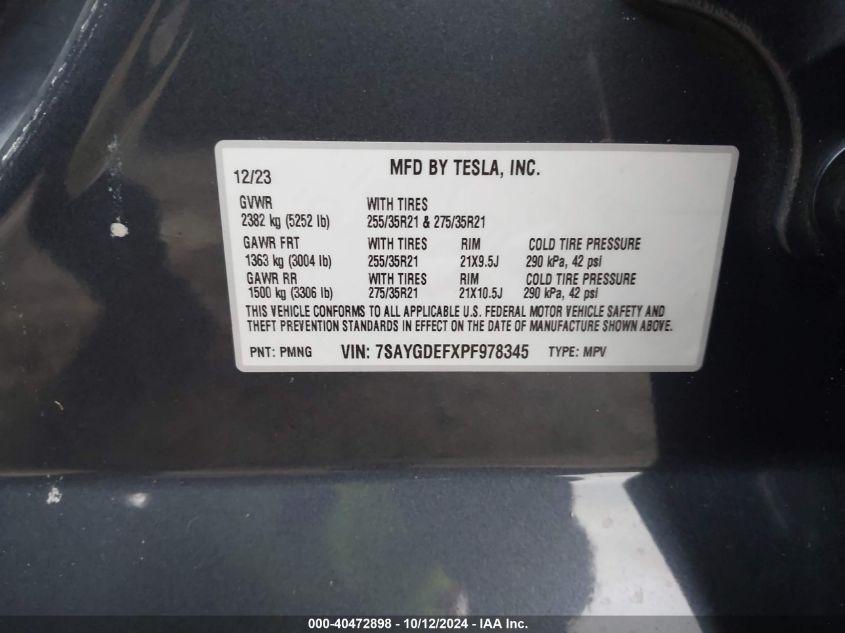 MFD BY TESLA, INC.
12/23
GVWR WITH TIRES
2382 kg (5252 lb) 255/35R21 & 275/35R21
GAWR FRT WITH TIRES RIM COLD TIRE PRESSURE
1363 kg (3004 lb) 255/35R21 21X9.5J 290 kPa, 42 psi
GAWR RR WITH TIRES RIM COLD TIRE PRESSURE
1500 kg (3306 lb) 275/35R21 21X10.5J 290 kPa, 42 psi
THIS VEHICLE CONFORMS TO ALL APPLICABLE U.S. FEDERAL MOTOR VEHICLE SAFETY AND
THEFT PREVENTION STANDARDS IN EFFECT ON THE DATE OF MANUFACTURE SHOWN ABOVE.
PNT: PMNG VIN: 7SAYGDEFXPF978345 TYPE: MPV
000-40472898 - 10/12/2024 - IAA Inc.